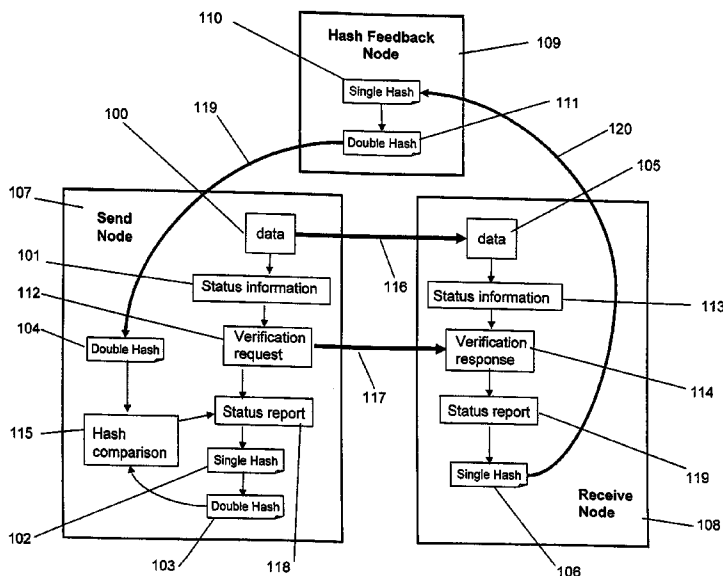 110
Hash Feedback
Node
109
Single Hash
119
111
100
Double Hash
120
105
107
Send
Node
data
data
101
116
Status information
Status information
113
112
104
Verification
request
Verification
response
Double Hash
117
114
115
Hash
comparison
Status report
Status report
Single Hash
119
Single Hash
Double Hash
Receive
Node
102
103
118
106
108